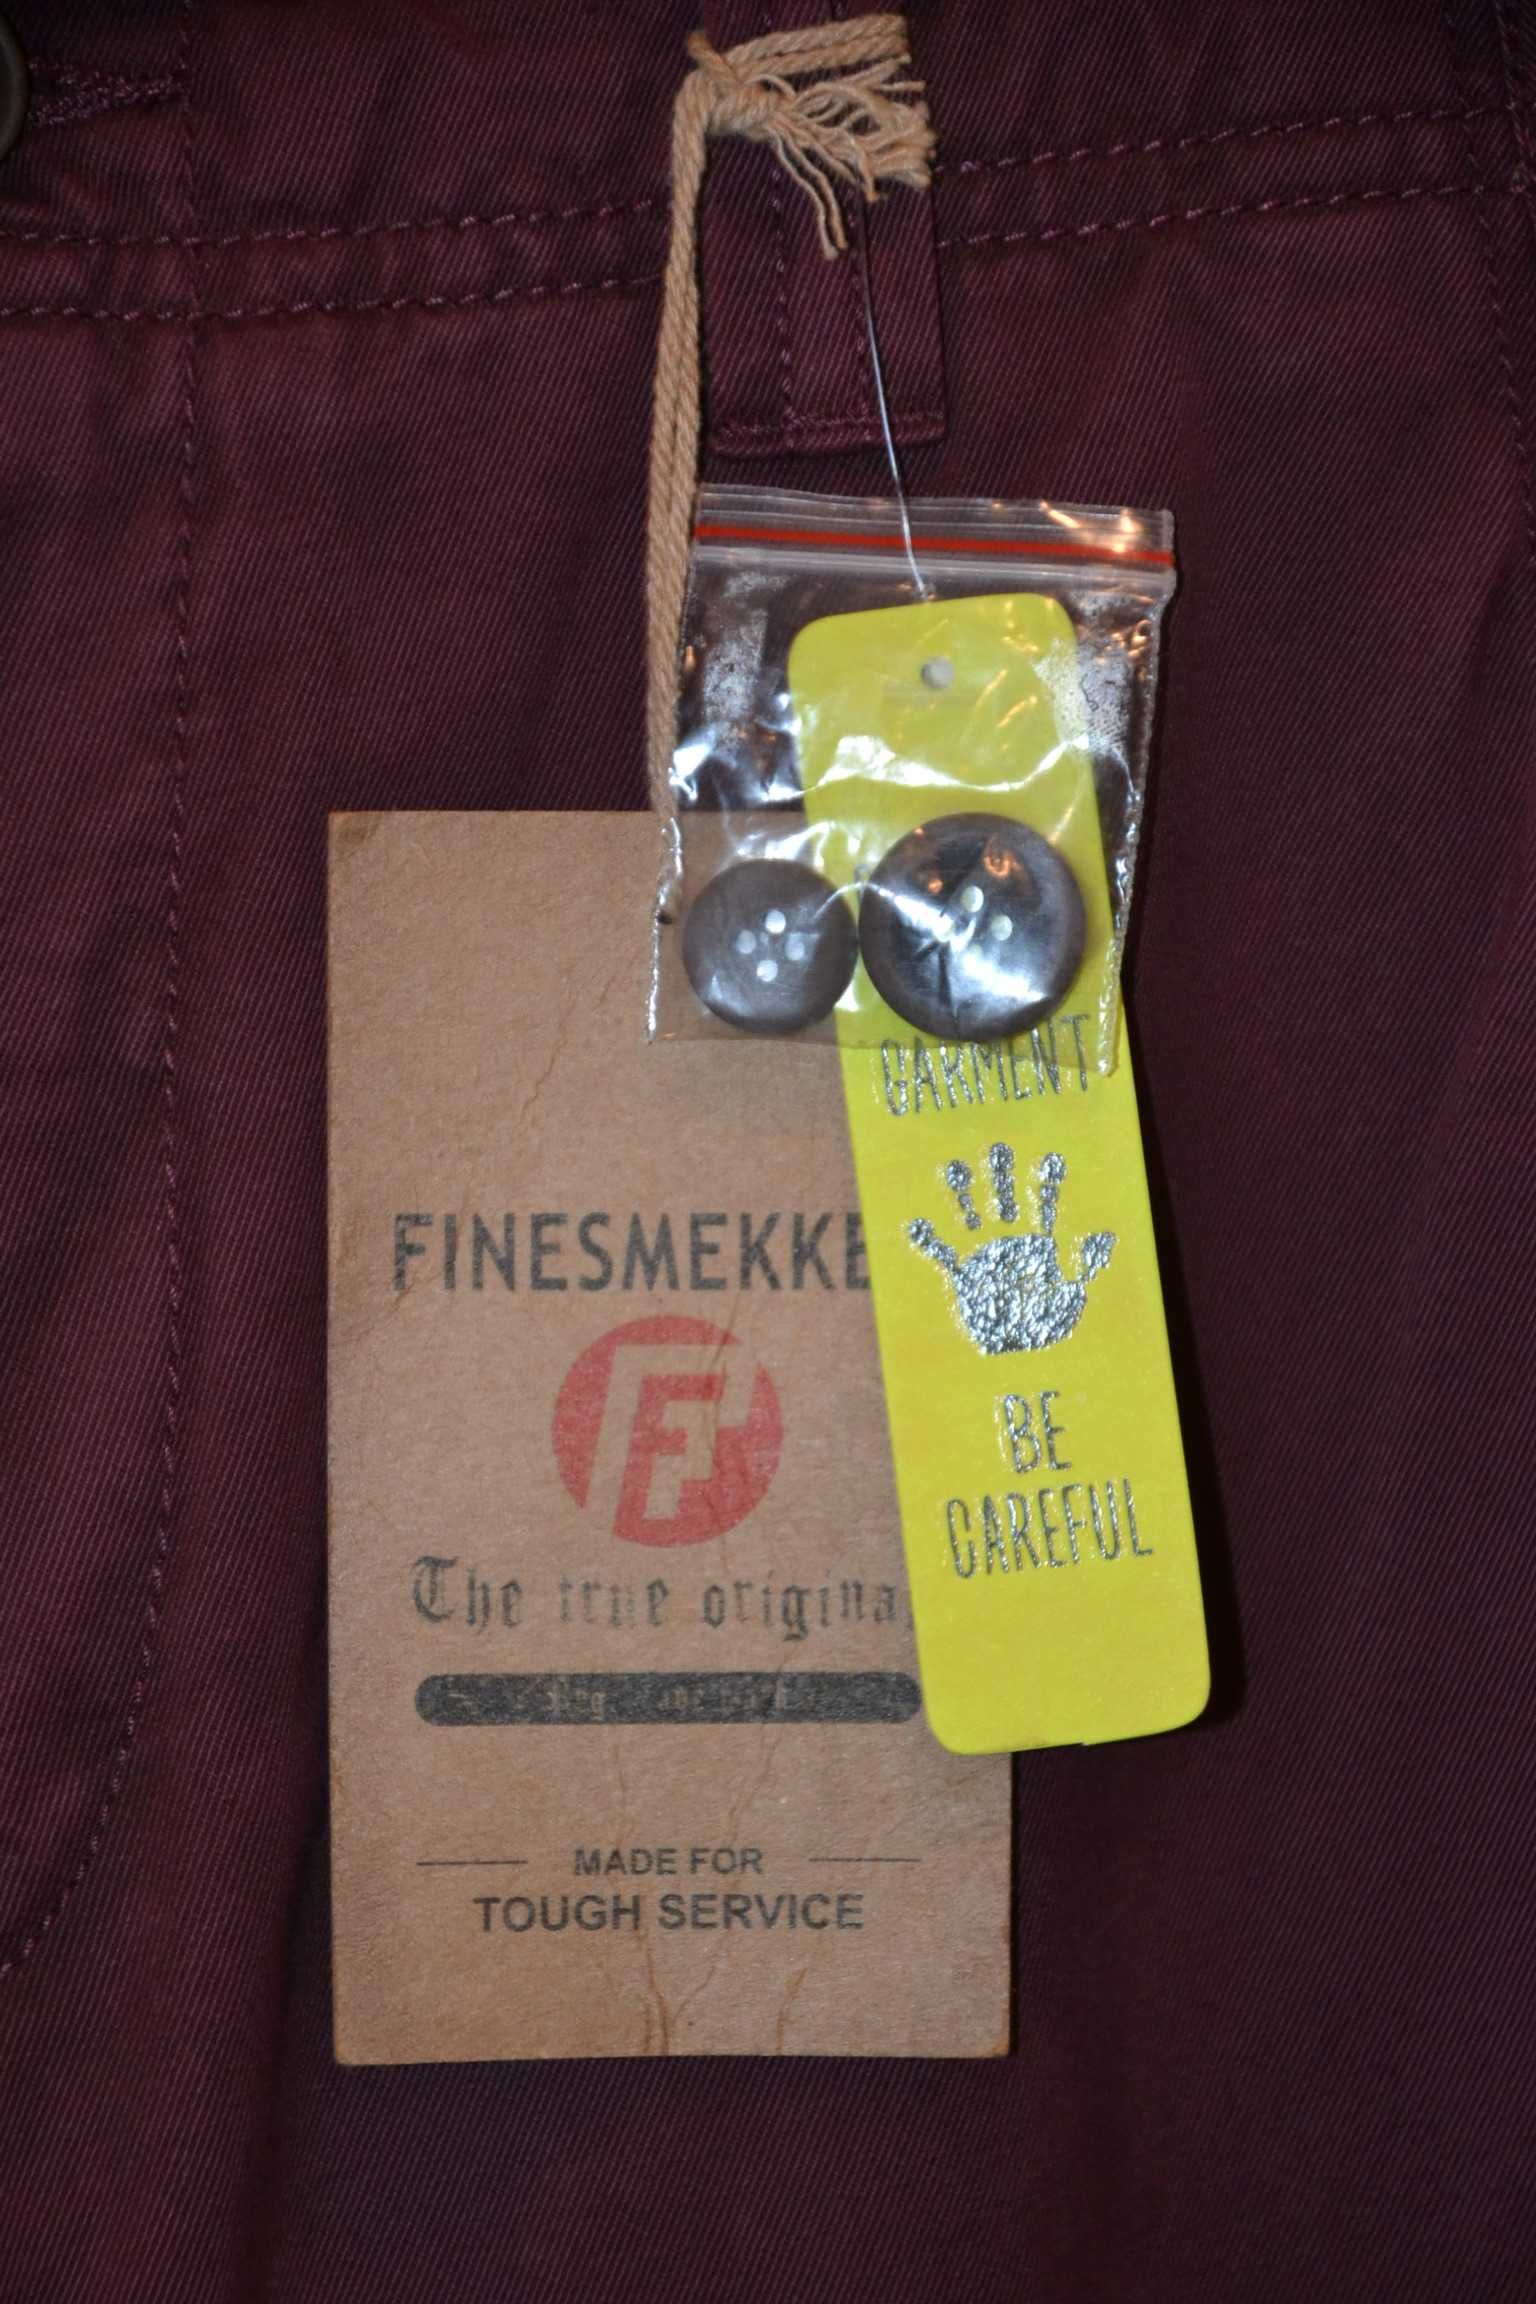 GARMENT
BE
CAREFUL
FINESMEKKE
F
The true original
MADE FOR
TOUGH SERVICE